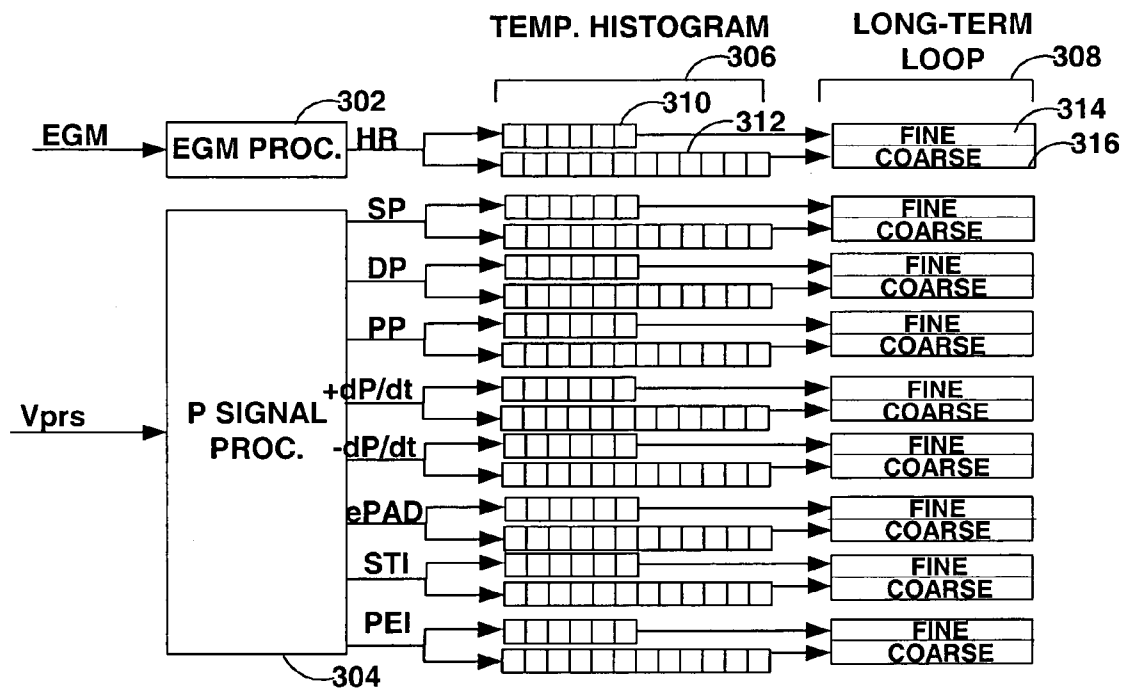 TEMP. HISTOGRAM
LONG-TERM
LOOP
306
308
302
310
312
314
316
EGM
EGM PROC.
HR
FINE
COARSE
SP
FINE
COARSE
DP
FINE
COARSE
PP
FINE
COARSE
Vprs
P SIGNAL
PROC.
+dP/dt
FINE
COARSE
-dP/dt
FINE
COARSE
ePAD
FINE
COARSE
STI
FINE
COARSE
PEI
FINE
COARSE
304